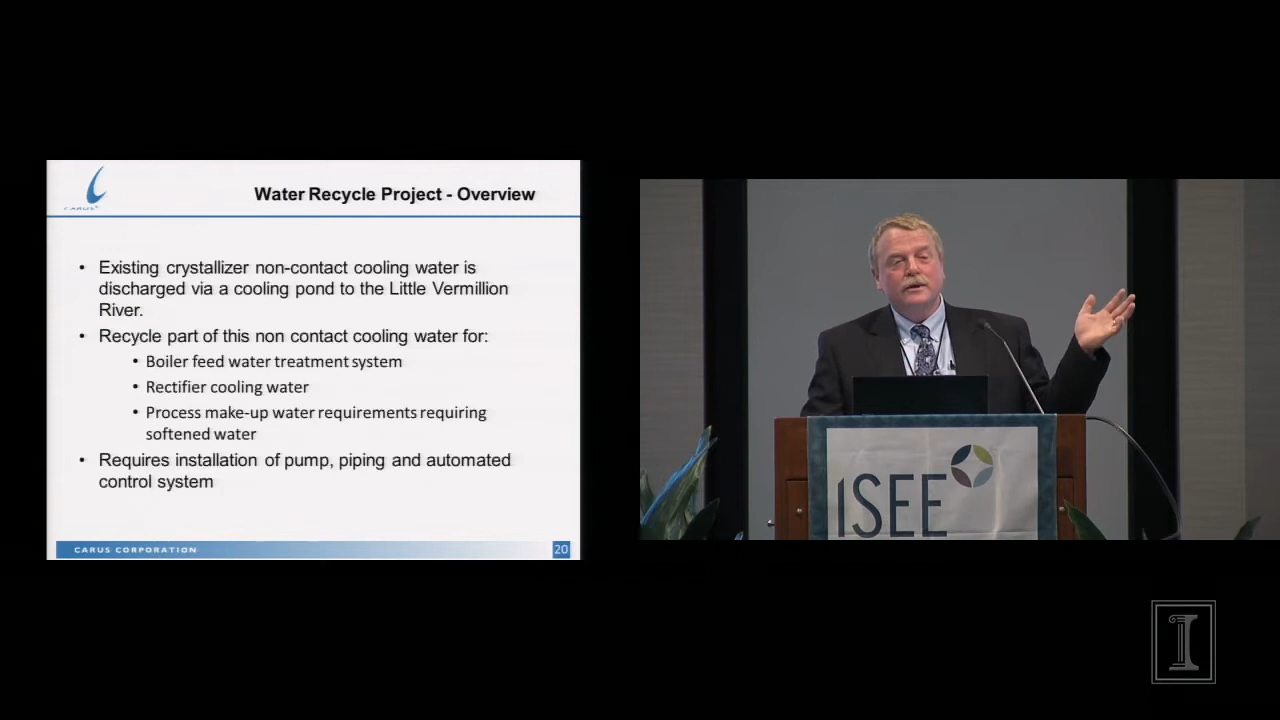 CARUS
Water Recycle Project - Overview
• Existing crystallizer non-contact cooling water is
discharged via a cooling pond to the Little Vermillion
River.
• Recycle part of this non contact cooling water for:
• Boiler feed water treatment system
• Rectifier cooling water
• Process make-up water requirements requiring
softened water
• Requires installation of pump, piping and automated
control system
CARUS CORPORATION
20
ISEE
I